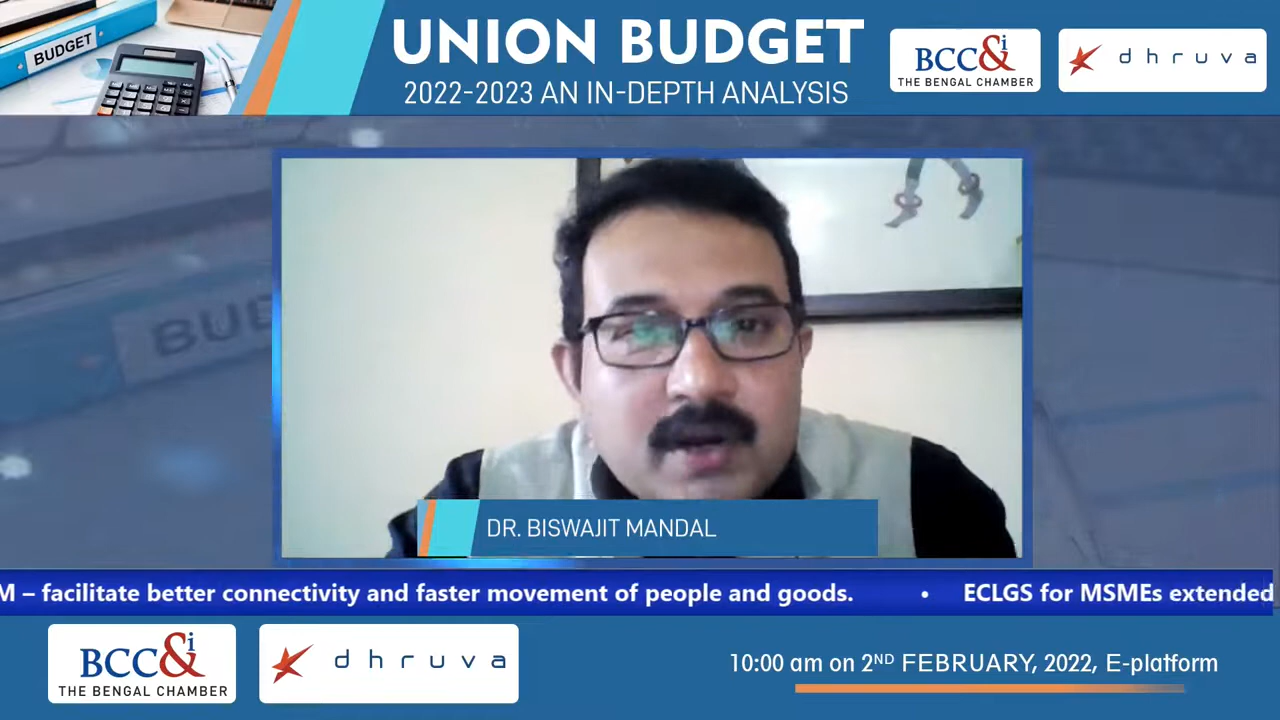 BUDGET
UNION BUDGET
2022-2023 AN IN-DEPTH ANALYSIS
BCC&i
THE BENGAL CHAMBER
dhruva
BUD
DR. BISWAJIT MANDAL
M – facilitate better connectivity and faster movement of people and goods. • ECLGS for MSMEs extended
BCC&i
THE BENGAL CHAMBER
dhruva
10:00 am on 2ND FEBRUARY, 2022, E-platform